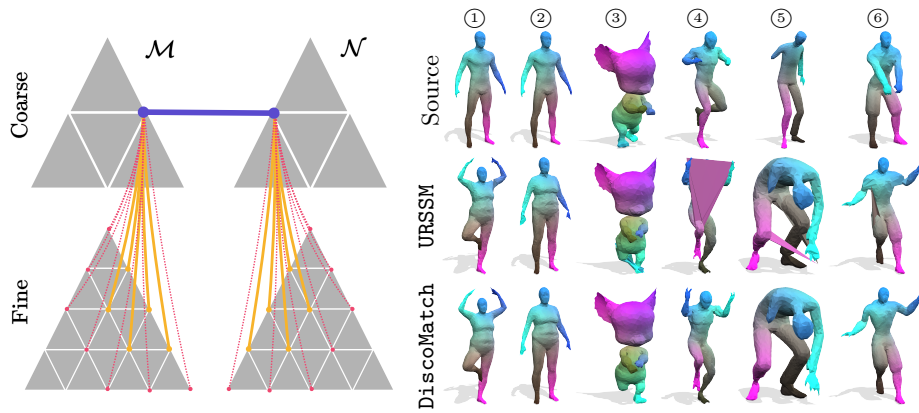 ℳ
𝒩
Coarse
Fine
① ② ③ ④ ⑤ ⑥
Source
URSSM
DiscoMatch